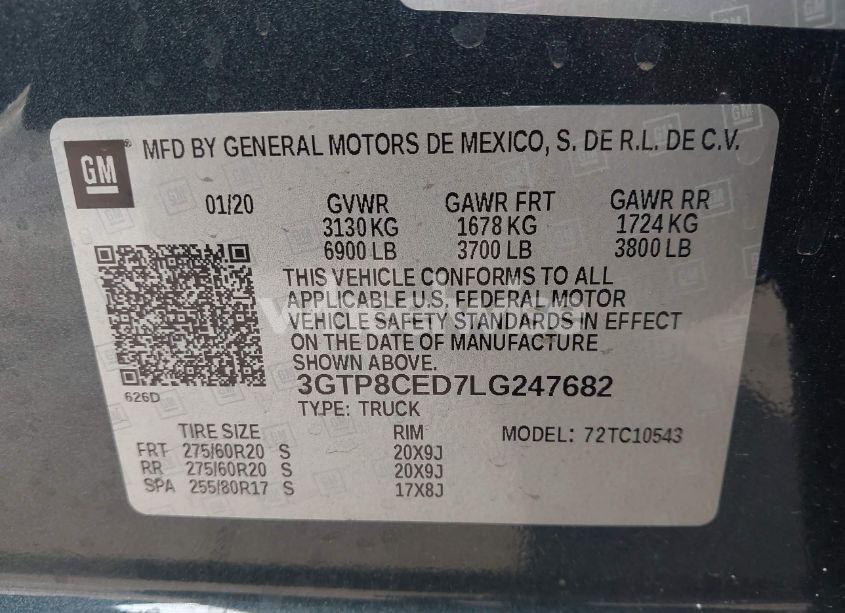 GM
MFD BY GENERAL MOTORS DE MEXICO, S. DE R.L. DE C.V.
01/20 GVWR GAWR FRT GAWR RR
3130 KG 1678 KG 1724 KG
6900 LB 3700 LB 3800 LB
THIS VEHICLE CONFORMS TO ALL
APPLICABLE U.S. FEDERAL MOTOR
VEHICLE SAFETY STANDARDS IN EFFECT
ON THE DATE OF MANUFACTURE
SHOWN ABOVE.
626D
3GTP8CED7LG247682
TYPE: TRUCK
TIRE SIZE RIM MODEL: 72TC10543
FRT 275/60R20 S 20X9J
RR 275/60R20 S 20X9J
SPA 255/80R17 S 17X8J